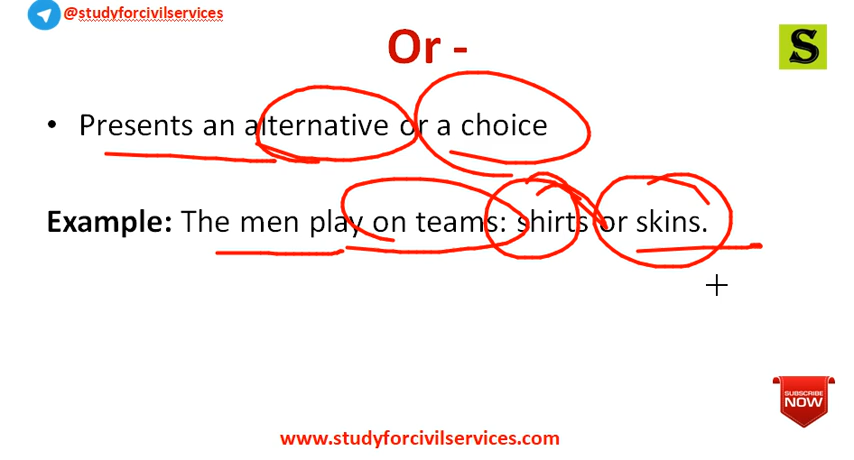 @studyforcivilservices
Or -
S
• Presents an alternative or a choice
Example: The men play on teams: shirts or skins.
SUBSCRIBE
NOW
www.studyforcivilservices.com